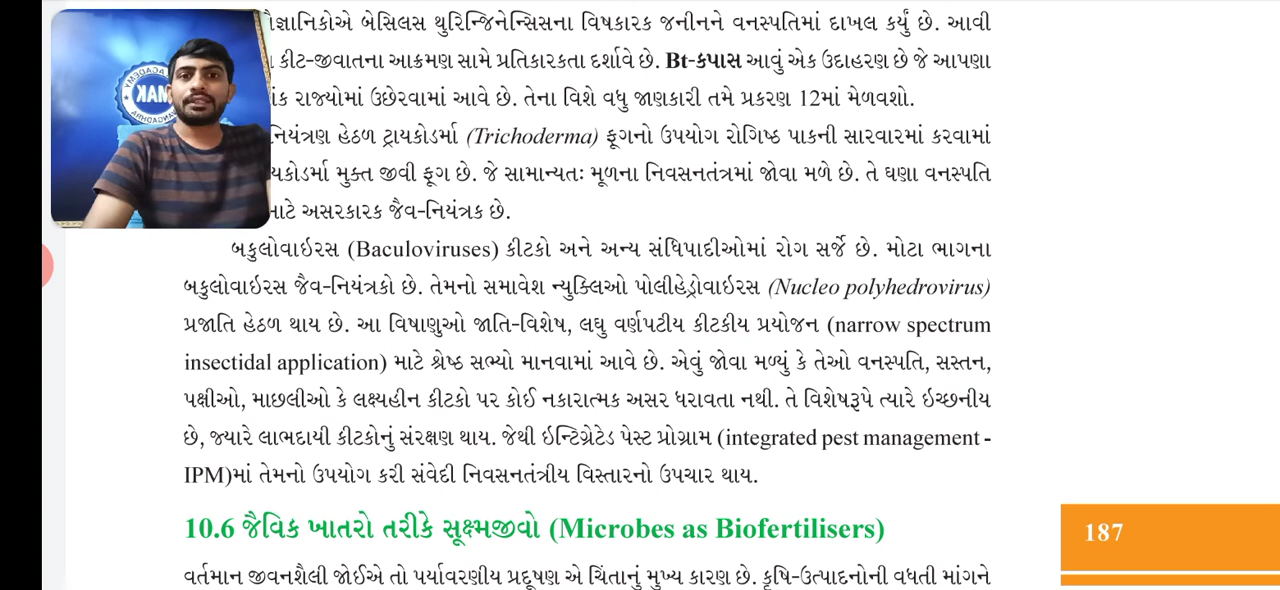 વૈજ્ઞાનિકોએ બેસિલસ થુરિન્જિનેન્સિસના વિષકારક જનીનને વનસ્પતિમાં દાખલ કર્યું છે. આવી
કીટ-જીવાતના આક્રમણ સામે પ્રતિકારકતા દર્શાવે છે. Bt-કપાસ આવું એક ઉદાહરણ છે જે આપણા
રાજ્યોમાં ઉછેરવામાં આવે છે. તેના વિશે વધુ જાણકારી તમે પ્રકરણ 12માં મેળવશો.
નિયંત્રણ હેઠળ ટ્રાયકોડર્મા (Trichoderma) ફૂગનો ઉપયોગ રોગિષ્ઠ પાકની સારવારમાં કરવામાં
યકોડર્મા મુક્ત જીવી ફૂગ છે. જે સામાન્યતઃ મૂળના નિવસનતંત્રમાં જોવા મળે છે. તે ઘણા વનસ્પતિ
માટે અસરકારક જૈવ-નિયંત્રક છે.
ACADEMY
NAK
બકુલોવાઇરસ (Baculoviruses) કીટકો અને અન્ય સંધિપાદીઓમાં રોગ સર્જે છે. મોટા ભાગના
બકુલોવાઇરસ જૈવ-નિયંત્રકો છે. તેમનો સમાવેશ ન્યુક્લિઓ પોલીહેડ્રોવાઇરસ (Nucleo polyhedrovirus)
પ્રજાતિ હેઠળ થાય છે. આ વિષાણુઓ જાતિ-વિશેષ, લઘુ વર્ણપટીય કીટકીય પ્રયોજન (narrow spectrum
insectidal application) માટે શ્રેષ્ઠ સભ્યો માનવામાં આવે છે. એવું જોવા મળ્યું કે તેઓ વનસ્પતિ, સસ્તન,
પક્ષીઓ, માછલીઓ કે લક્ષ્યહીન કીટકો પર કોઈ નકારાત્મક અસર ધરાવતા નથી. તે વિશેષરૂપે ત્યારે ઇચ્છનીય
છે, જ્યારે લાભદાયી કીટકોનું સંરક્ષણ થાય. જેથી ઇન્ટિગ્રેટેડ પેસ્ટ પ્રોગ્રામ (integrated pest management -
IPM)માં તેમનો ઉપયોગ કરી સંવેદી નિવસનતંત્રીય વિસ્તારનો ઉપચાર થાય.
10.6 જૈવિક ખાતરો તરીકે સૂક્ષ્મજીવો (Microbes as Biofertilisers)
187
વર્તમાન જીવનશૈલી જોઈએ તો પર્યાવરણીય પ્રદૂષણ એ ચિંતાનું મુખ્ય કારણ છે. કૃષિ-ઉત્પાદનોની વધતી માંગને